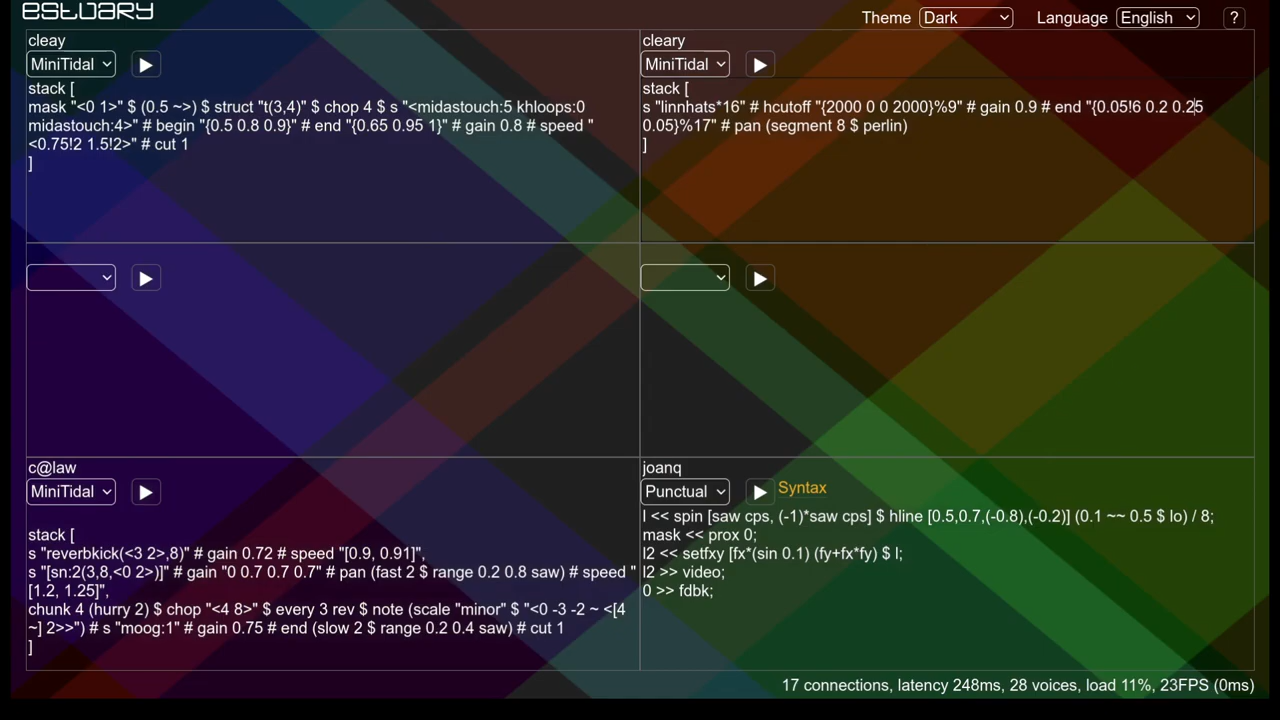 estuary
Theme Dark Language English ?
cleay
MiniTidal
stack [
mask "<0 1>" $ (0.5 ~>) $ struct "t(3,4)" $ chop 4 $ s "<midastouch:5 khloops:0
midastouch:4>" # begin "{0.5 0.8 0.9}" # end "{0.65 0.95 1}" # gain 0.8 # speed "
<0.75!2 1.5!2>" # cut 1
]
cleary
MiniTidal
stack [
s "linnhats*16" # hcutoff "{2000 0 0 2000}%9" # gain 0.9 # end "{0.05!6 0.2 0.25
0.05}%17" # pan (segment 8 $ perlin)
]
c@law
MiniTidal
stack [
s "reverbkick(<3 2>,8)" # gain 0.72 # speed "[0.9, 0.91]",
s "[sn:2(3,8,<0 2>)]" # gain "0 0.7 0.7 0.7" # pan (fast 2 $ range 0.2 0.8 saw) # speed "
[1.2, 1.25]",
chunk 4 (hurry 2) $ chop "<4 8>" $ every 3 rev $ note (scale "minor" $ "<0 -3 -2 ~ <[4
~] 2>>") # s "moog:1" # gain 0.75 # end (slow 2 $ range 0.2 0.4 saw) # cut 1
]
joanq
Punctual Syntax
l << spin [saw cps, (-1)*saw cps] $ hline [0.5,0.7,(-0.8),(-0.2)] (0.1 ~~ 0.5 $ lo) / 8;
mask << prox 0;
l2 << setfxy [fx*(sin 0.1) (fy+fx*fy) $ l;
l2 >> video;
0 >> fdbk;
17 connections, latency 248ms, 28 voices, load 11%, 23FPS (0ms)